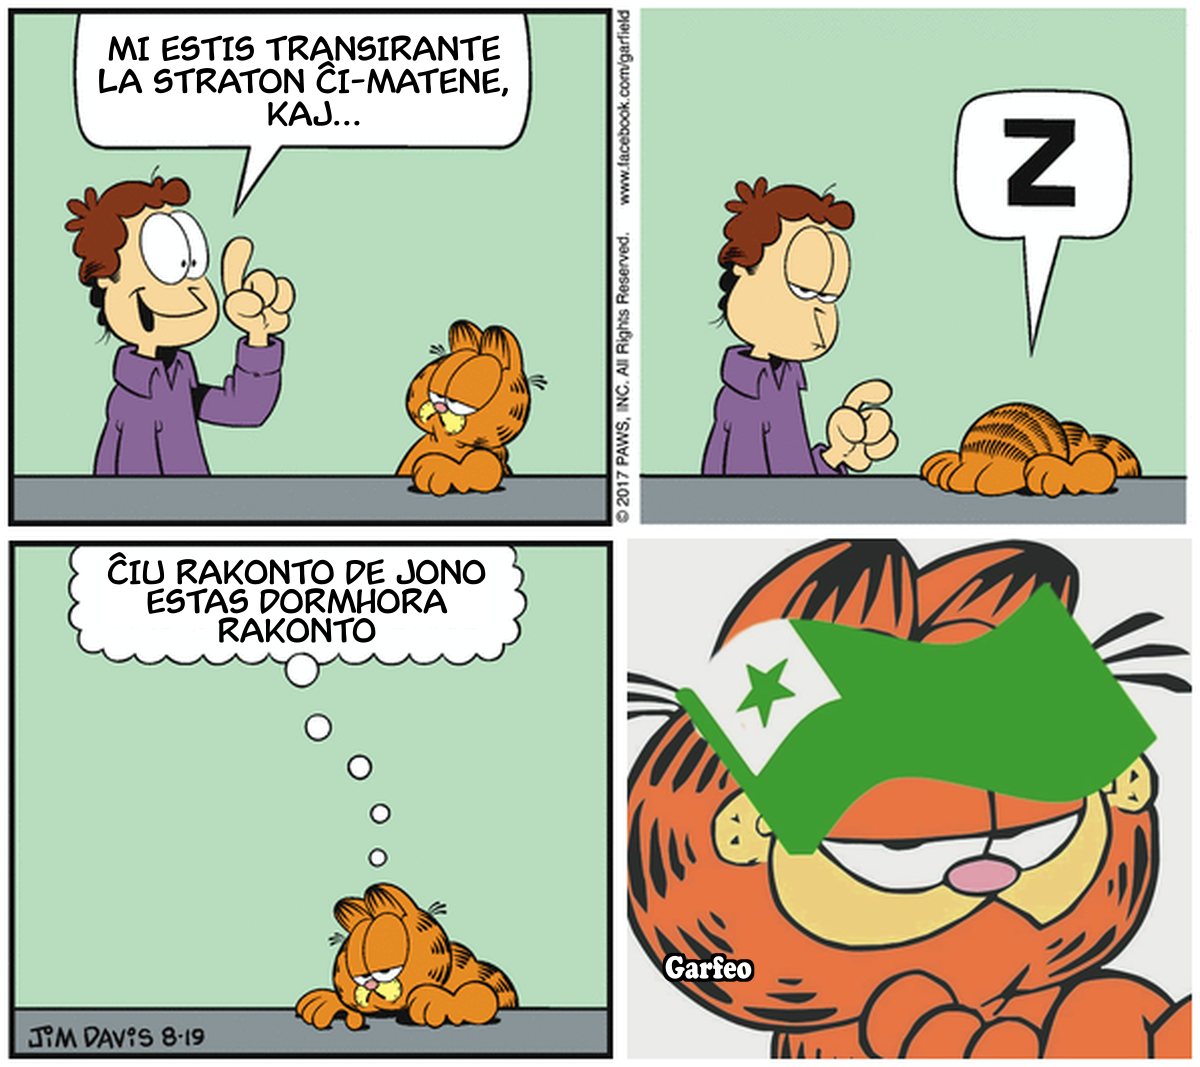 MI ESTIS TRANSIRANTE
LA STRATON ĈI-MATENE,
KAJ...
© 2017 PAWS, INC. All Rights Reserved. www.facebook.com/garfield
Z
ĈIU RAKONTO DE JONO
ESTAS DORMHORA
RAKONTO
JIM DAVIS 8-19
Garfeo